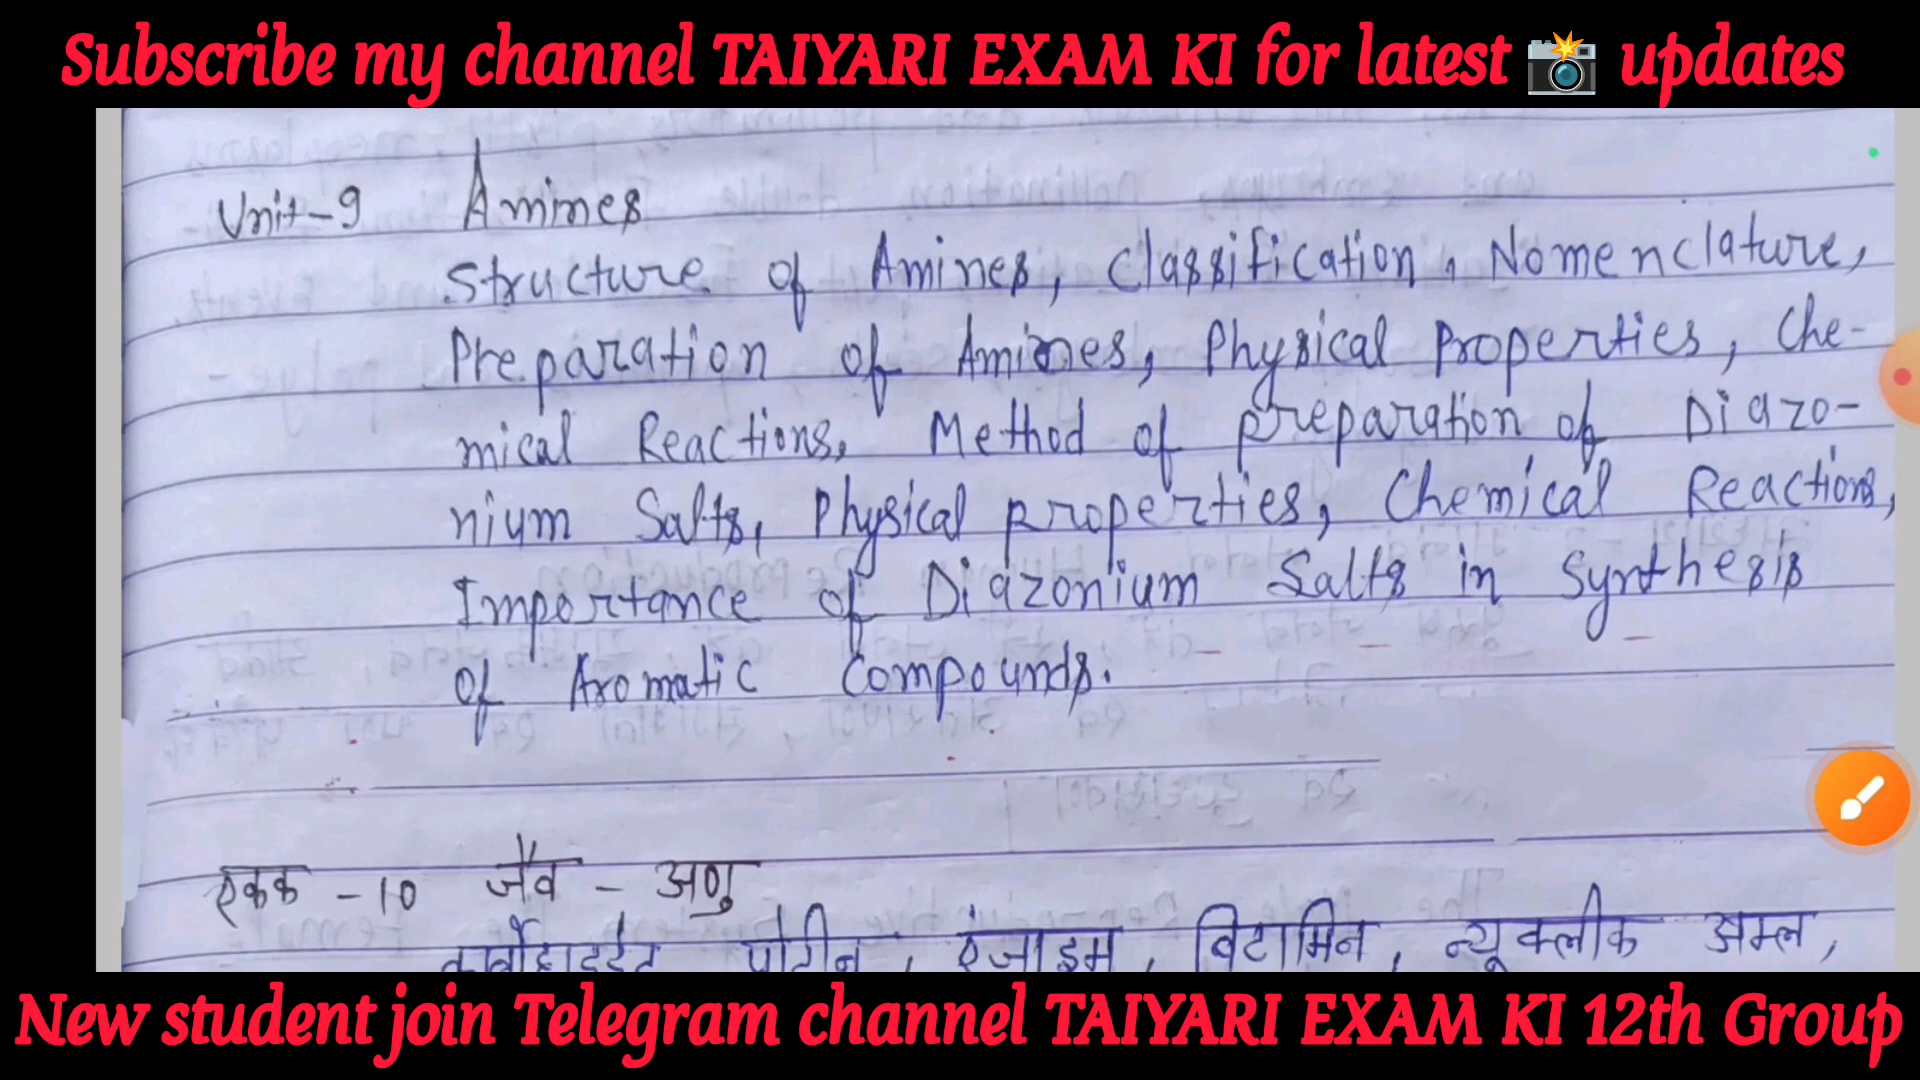 Subscribe my channel TAIYARI EXAM KI for latest 📸 updates
Unit-9 Amines
Structure of Amines, Classification, Nomenclature,
Preparation of Amines, Physical Properties, Che-
mical Reactions, Method of preparation of Diazo-
nium Salts, Physical properties, Chemical Reactions,
Importance of Diazonium Salts in Synthesis
of Aromatic Compounds.
एकक - 10 जैव - अणु
कार्बोहाइड्रेट प्रोटीन, एंजाइम, विटामिन, न्यूक्लीक अम्ल,
New student join Telegram channel TAIYARI EXAM KI 12th Group